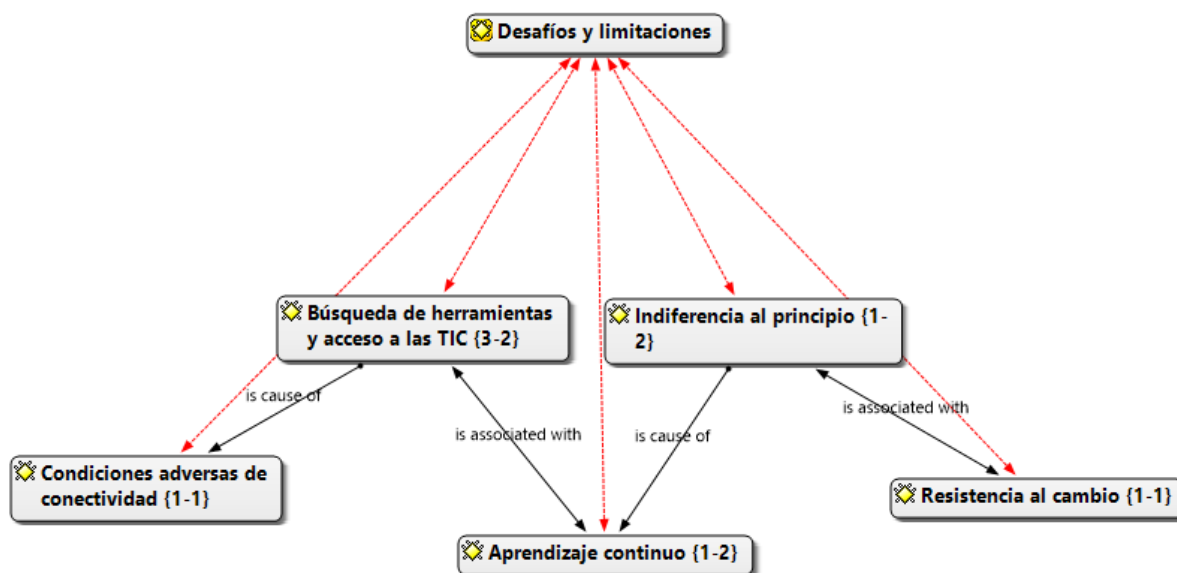 Desafíos y limitaciones
Búsqueda de herramientas
y acceso a las TIC {3-2}
Indiferencia al principio {1-
2}
is cause of
is associated with
is associated with
is cause of
Condiciones adversas de
conectividad {1-1}
Resistencia al cambio {1-1}
Aprendizaje continuo {1-2}